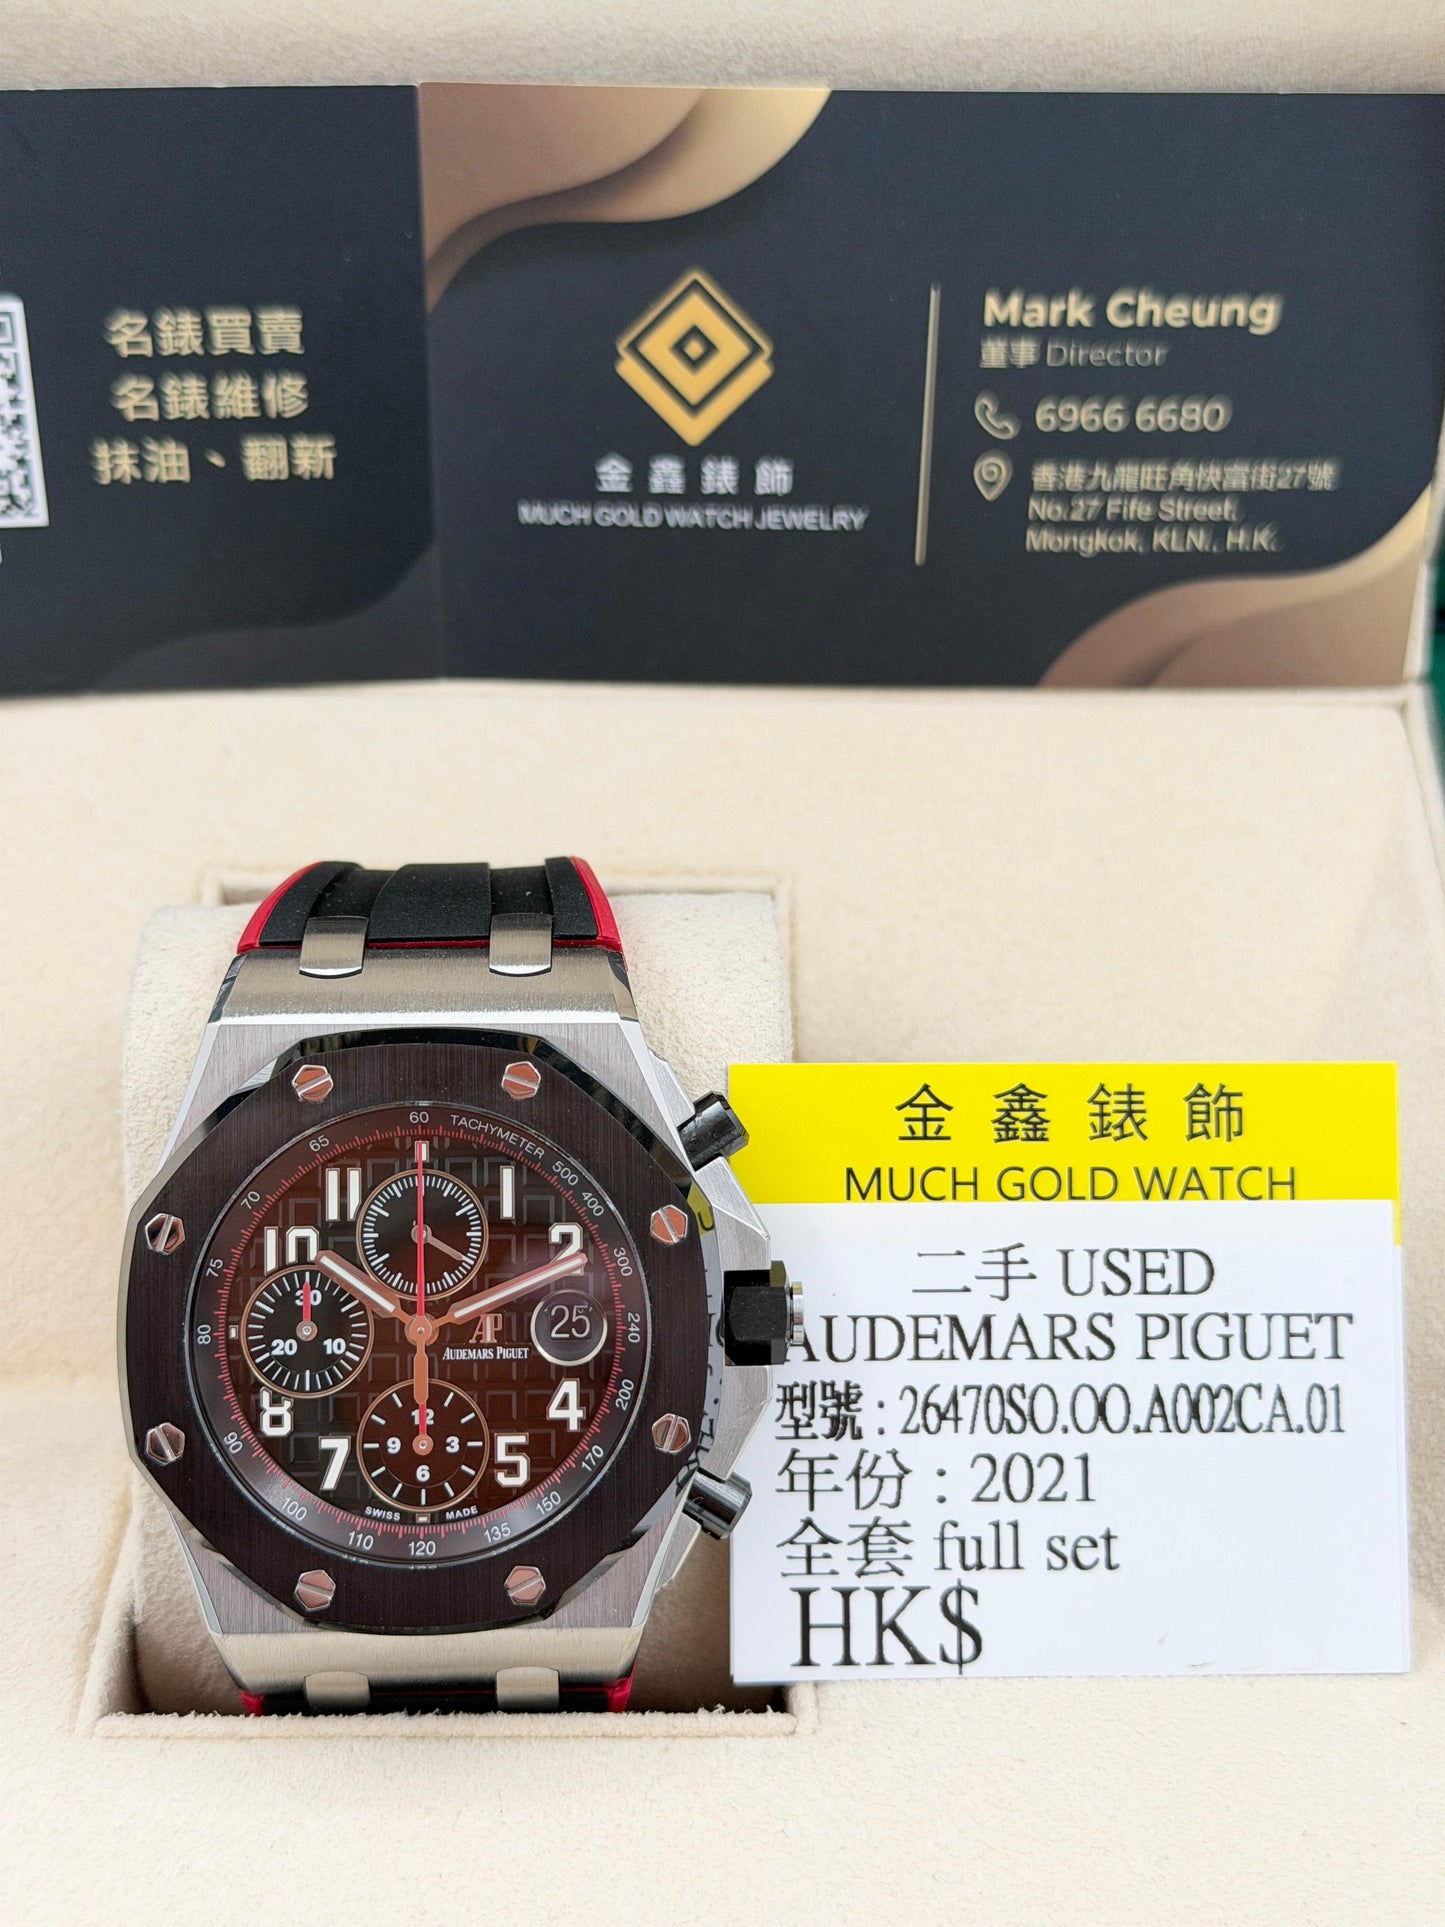 名錶買賣
名錶維修
抹油、翻新
金鑫錶飾
MUCH GOLD WATCH JEWELRY
Mark Cheung
董事 Director
6966 6680
香港九龍旺角快富街27號
No.27 Fife Street,
Mongkok, KLN., H.K.
60 TACHYMETER 500 400 300 240 200 170 150 135 120 110 100 90 80 75 70 65
11 1
10 2
30
20 10
AP
AUDEMARS PIGUET
25
8 4
7 5
12
9 3
6
SWISS MADE
金鑫錶飾
MUCH GOLD WATCH
二手 USED
AUDEMARS PIGUET
型號 : 26470SO.OO.A002CA.01
年份 : 2021
全套 full set
HK$